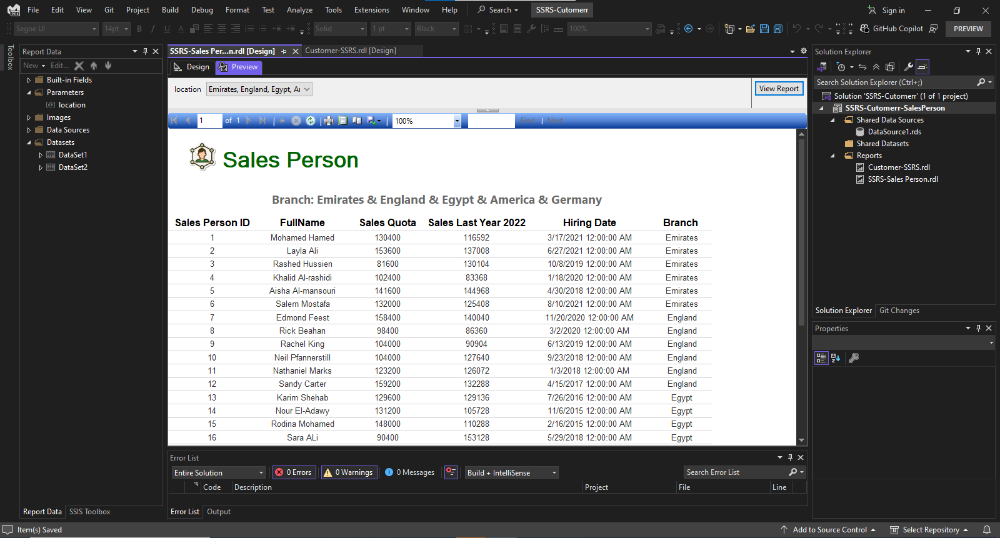 File Edit View Git Project Build Debug Format Test Analyze Tools Extensions Window Help Search SSRS-Cutomerr Sign in
Segoe UI 14pt B I U A Solid 1 pt Black 100% GitHub Copilot PREVIEW
Toolbox
Report Data
New Edit...
Built-in Fields
Parameters
location
Images
Data Sources
Datasets
DataSet1
DataSet2
Report Data SSIS Toolbox
SSRS-Sales Per...n.rdl [Design] Customer-SSRS.rdl [Design]
Design Preview
location Emirates, England, Egypt, A View Report
1 of 1 100% Find | Next
Sales Person
Branch: Emirates & England & Egypt & America & Germany
Sales Person ID FullName Sales Quota Sales Last Year 2022 Hiring Date Branch
1 Mohamed Hamed 130400 116592 3/17/2021 12:00:00 AM Emirates
2 Layla Ali 153600 137008 6/27/2021 12:00:00 AM Emirates
3 Rashed Hussien 81600 130104 10/8/2019 12:00:00 AM Emirates
4 Khalid Al-rashidi 102400 83368 1/18/2020 12:00:00 AM Emirates
5 Aisha Al-mansouri 141600 144968 4/30/2018 12:00:00 AM Emirates
6 Salem Mostafa 132000 125408 8/10/2021 12:00:00 AM Emirates
7 Edmond Feest 158400 140040 11/20/2020 12:00:00 AM England
8 Rick Beahan 98400 86360 3/2/2020 12:00:00 AM England
9 Rachel King 104000 90904 6/13/2019 12:00:00 AM England
10 Neil Pfannerstill 104000 127640 9/23/2018 12:00:00 AM England
11 Nathaniel Marks 123200 126072 1/3/2018 12:00:00 AM England
12 Sandy Carter 159200 132288 4/15/2017 12:00:00 AM England
13 Karim Shehab 129600 129136 7/26/2016 12:00:00 AM Egypt
14 Nour El-Adawy 131200 105728 11/6/2015 12:00:00 AM Egypt
15 Rodina Mohamed 148000 110288 2/16/2015 12:00:00 AM Egypt
16 Sara ALi 90400 153128 5/29/2018 12:00:00 AM Egypt
Error List
Entire Solution 0 Errors 0 Warnings 0 Messages Build + IntelliSense Search Error List
Code Description Project File Line
Error List Output
Solution Explorer
Search Solution Explorer (Ctrl+;)
Solution 'SSRS-Cutomerr' (1 of 1 project)
SSRS-Cutomerr-SalesPerson
Shared Data Sources
DataSource1.rds
Shared Datasets
Reports
Customer-SSRS.rdl
SSRS-Sales Person.rdl
Solution Explorer Git Changes
Properties
Item(s) Saved Add to Source Control Select Repository